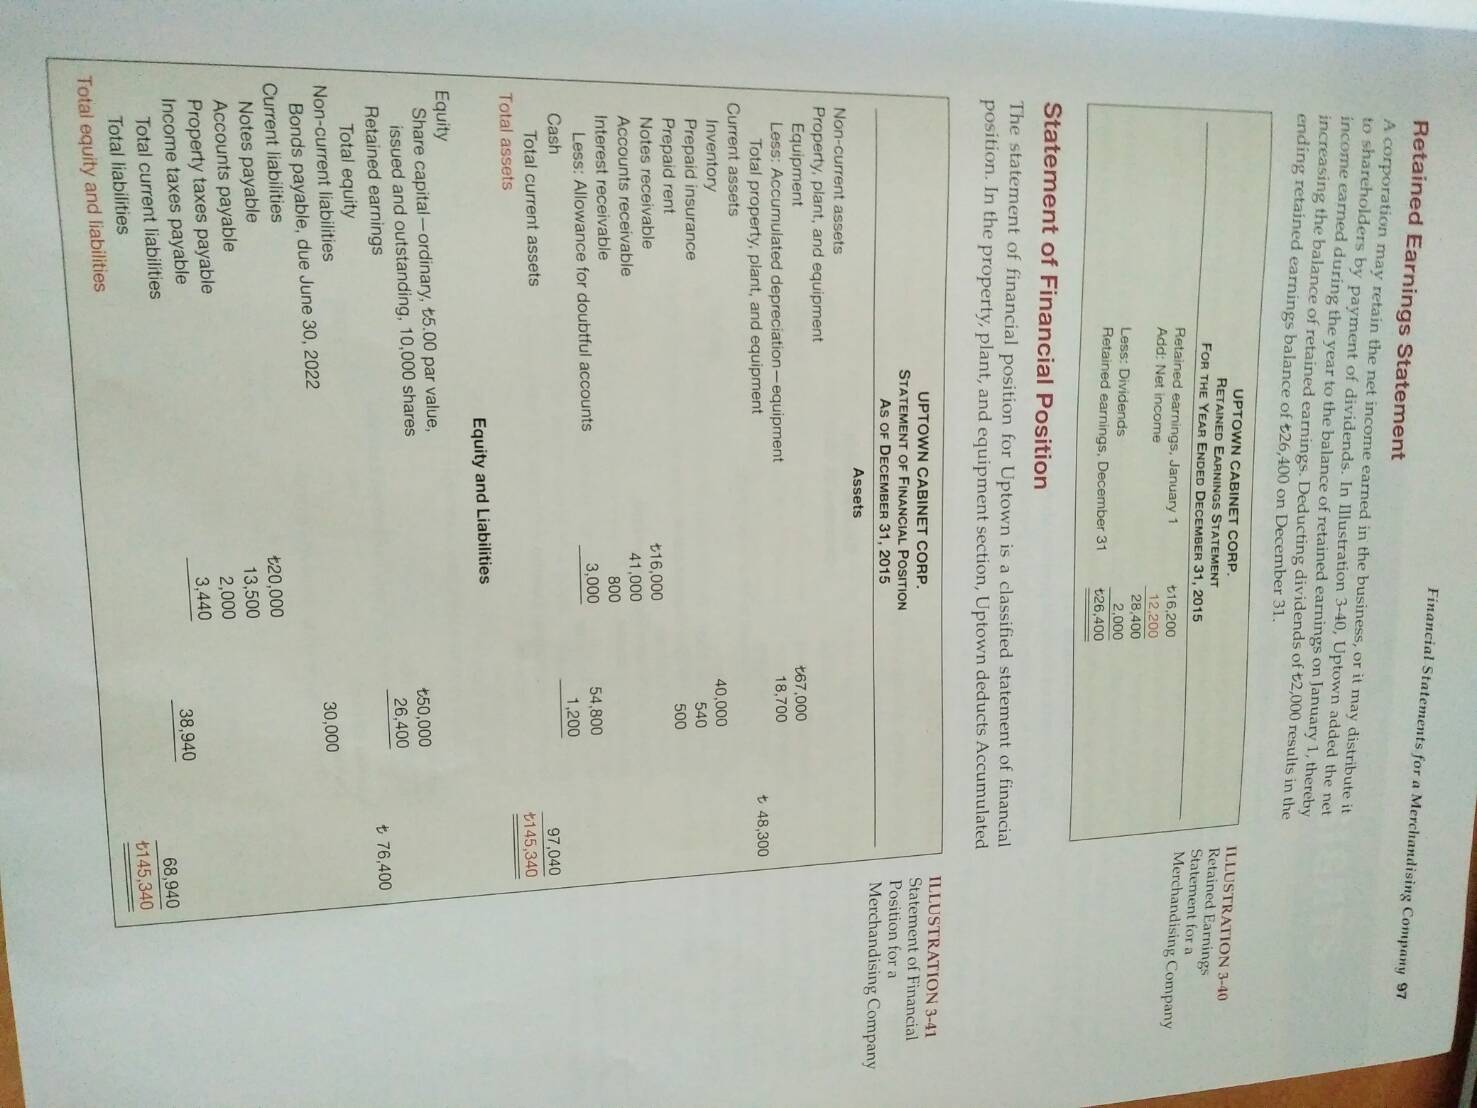 Financial Statements for a Merchandising Company 97
Retained Earnings Statement
A corporation may retain the net income earned in the business, or it may distribute it
to shareholders by payment of dividends. In Illustration 3-40, Uptown added the net
income earned during the year to the balance of retained earnings on January 1, thereby
increasing the balance of retained earnings. Deducting dividends of ₺2,000 results in the
ending retained earnings balance of ₺26,400 on December 31.
UPTOWN CABINET CORP.
RETAINED EARNINGS STATEMENT
FOR THE YEAR ENDED DECEMBER 31, 2015
Retained earnings, January 1 ₺16,200
Add: Net income 12,200
28,400
Less: Dividends 2,000
Retained earnings, December 31 ₺26,400
ILLUSTRATION 3-40
Retained Earnings
Statement for a
Merchandising Company
Statement of Financial Position
The statement of financial position for Uptown is a classified statement of financial
position. In the property, plant, and equipment section, Uptown deducts Accumulated
UPTOWN CABINET CORP.
STATEMENT OF FINANCIAL POSITION
AS OF DECEMBER 31, 2015
Assets
Non-current assets
Property, plant, and equipment
Equipment ₺67,000
Less: Accumulated depreciation—equipment 18,700
Total property, plant, and equipment ₺ 48,300
Current assets
Inventory 40,000
Prepaid insurance 540
Prepaid rent 500
Notes receivable ₺16,000
Accounts receivable 41,000
Interest receivable 800 54,800
Less: Allowance for doubtful accounts 3,000
Cash 1,200
Total current assets 97,040
Total assets ₺145,340
Equity and Liabilities
Equity
Share capital—ordinary, ₺5.00 par value,
issued and outstanding, 10,000 shares ₺50,000
Retained earnings 26,400
Total equity ₺ 76,400
Non-current liabilities
Bonds payable, due June 30, 2022 30,000
Current liabilities
Notes payable ₺20,000
Accounts payable 13,500
Property taxes payable 2,000
Income taxes payable 3,440
Total current liabilities 38,940
Total liabilities 68,940
Total equity and liabilities ₺145,340
ILLUSTRATION 3-41
Statement of Financial
Position for a
Merchandising Company